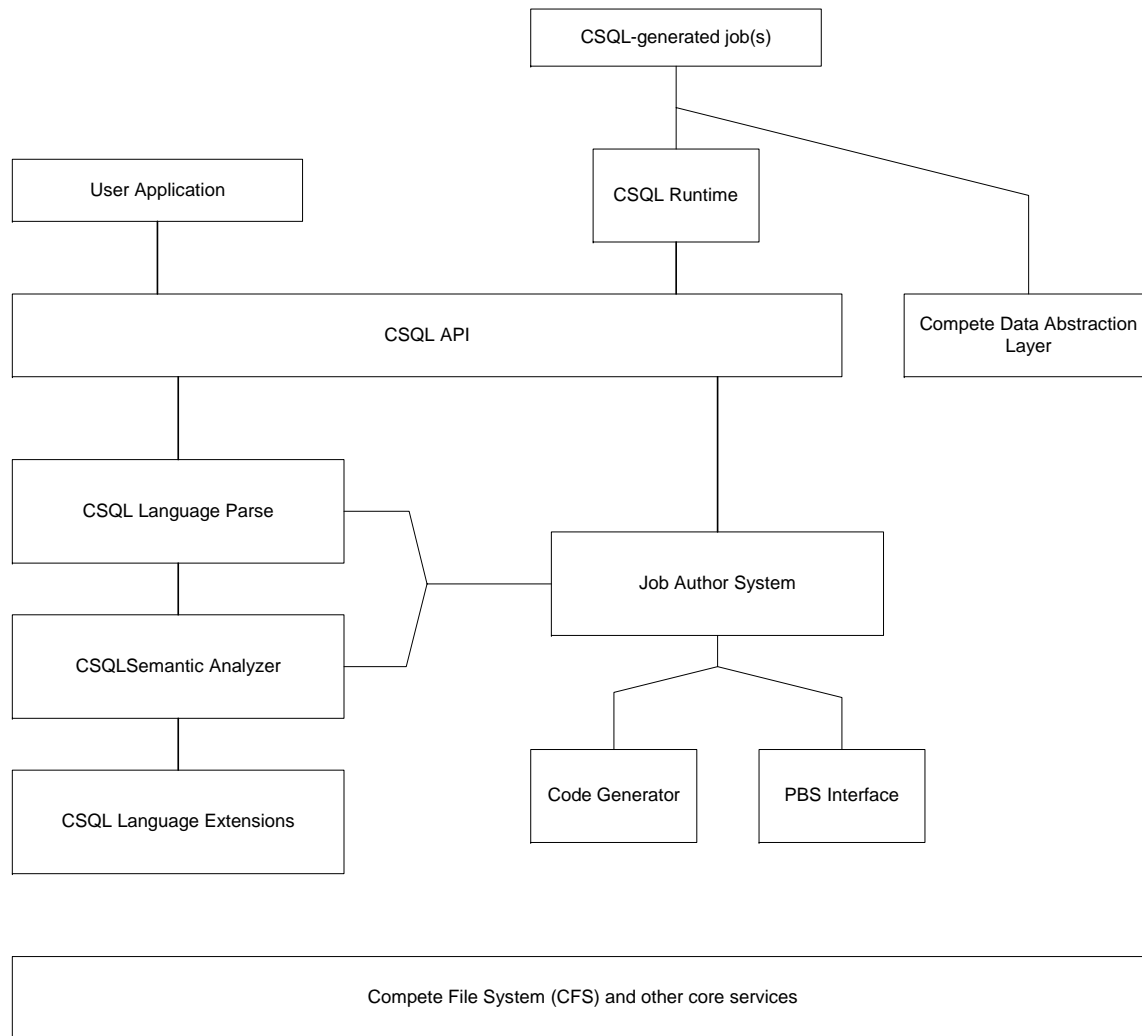 CSQL-generated job(s)
User Application
CSQL Runtime
CSQL API
Compete Data Abstraction
Layer
CSQL Language Parse
Job Author System
CSQLSemantic Analyzer
Code Generator
PBS Interface
CSQL Language Extensions
Compete File System (CFS) and other core services